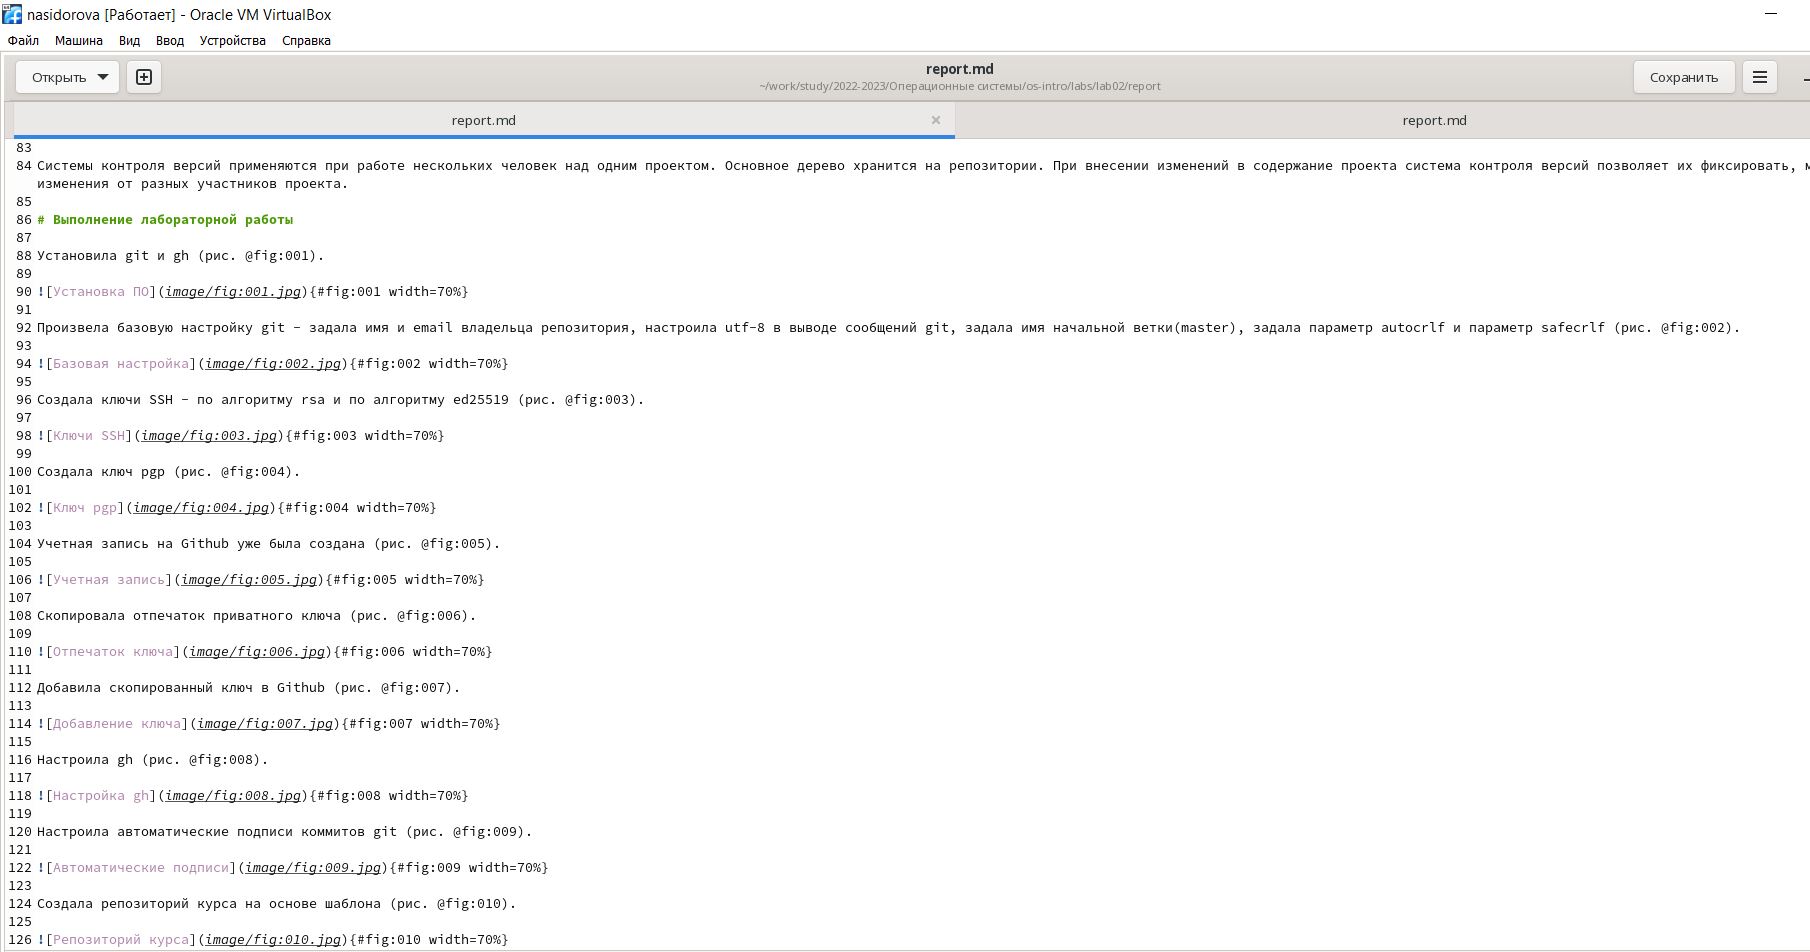 nasidorova [Работает] - Oracle VM VirtualBox
Файл Машина Вид Ввод Устройства Справка
Открыть report.md Сохранить
~/work/study/2022-2023/Операционные системы/os-intro/labs/lab02/report
report.md × report.md
83
84 Системы контроля версий применяются при работе нескольких человек над одним проектом. Основное дерево хранится на репозитории. При внесении изменений в содержание проекта система контроля версий позволяет их фиксировать,
изменения от разных участников проекта.
85
86 # Выполнение лабораторной работы
87
88 Установила git и gh (рис. @fig:001).
89
90 ![Установка ПО](image/fig:001.jpg){#fig:001 width=70%}
91
92 Произвела базовую настройку git - задала имя и email владельца репозитория, настроила utf-8 в выводе сообщений git, задала имя начальной ветки(master), задала параметр autocrlf и параметр safecrlf (рис. @fig:002).
93
94 ![Базовая настройка](image/fig:002.jpg){#fig:002 width=70%}
95
96 Создала ключи SSH - по алгоритму rsa и по алгоритму ed25519 (рис. @fig:003).
97
98 ![Ключи SSH](image/fig:003.jpg){#fig:003 width=70%}
99
100 Создала ключ pgp (рис. @fig:004).
101
102 ![Ключ pgp](image/fig:004.jpg){#fig:004 width=70%}
103
104 Учетная запись на Github уже была создана (рис. @fig:005).
105
106 ![Учетная запись](image/fig:005.jpg){#fig:005 width=70%}
107
108 Скопировала отпечаток приватного ключа (рис. @fig:006).
109
110 ![Отпечаток ключа](image/fig:006.jpg){#fig:006 width=70%}
111
112 Добавила скопированный ключ в Github (рис. @fig:007).
113
114 ![Добавление ключа](image/fig:007.jpg){#fig:007 width=70%}
115
116 Настроила gh (рис. @fig:008).
117
118 ![Настройка gh](image/fig:008.jpg){#fig:008 width=70%}
119
120 Настроила автоматические подписи коммитов git (рис. @fig:009).
121
122 ![Автоматические подписи](image/fig:009.jpg){#fig:009 width=70%}
123
124 Создала репозиторий курса на основе шаблона (рис. @fig:010).
125
126 ![Репозиторий курса](image/fig:010.jpg){#fig:010 width=70%}